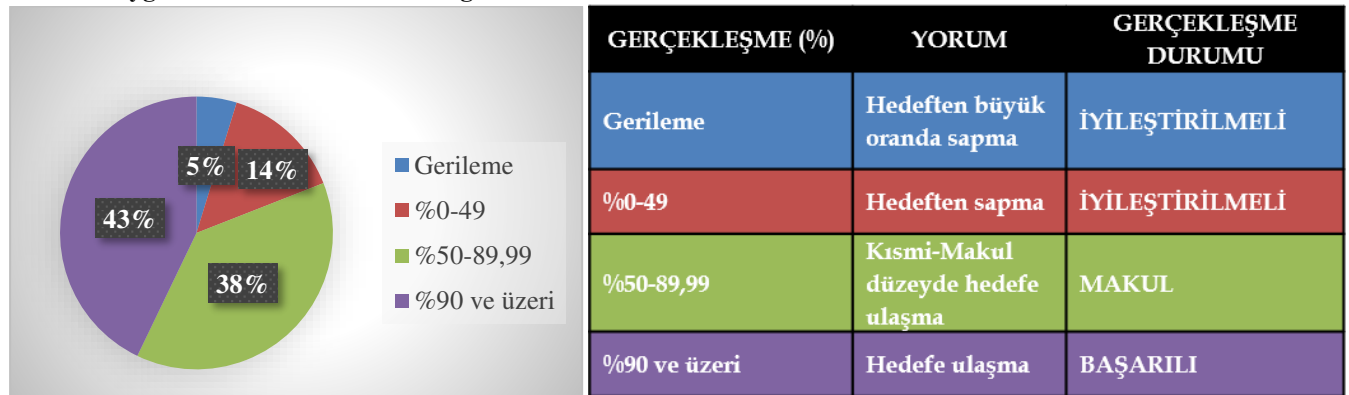 5%
14%
43%
38%
Gerileme
%0-49
%50-89,99
%90 ve üzeri
GERÇEKLEŞME (%) YORUM GERÇEKLEŞME
DURUMU
Gerileme Hedeften büyük
oranda sapma İYİLEŞTİRİLMELİ
%0-49 Hedeften sapma İYİLEŞTİRİLMELİ
%50-89,99 Kısmi-Makul
düzeyde hedefe
ulaşma MAKUL
%90 ve üzeri Hedefe ulaşma BAŞARILI